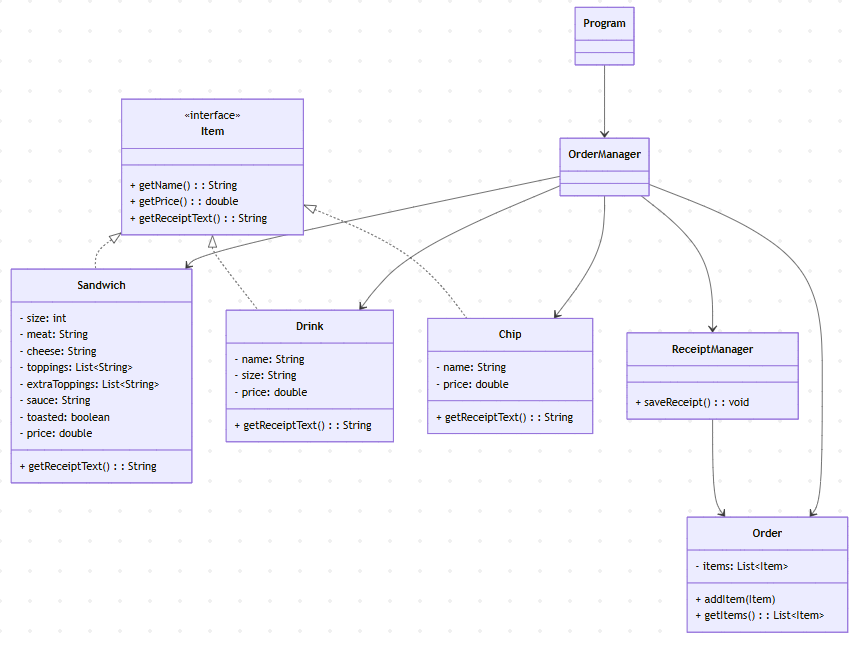 Program
OrderManager
«interface»
Item
+ getName() : : String
+ getPrice() : : double
+ getReceiptText() : : String
Sandwich
- size: int
- meat: String
- cheese: String
- toppings: List<String>
- extraToppings: List<String>
- sauce: String
- toasted: boolean
- price: double
+ getReceiptText() : : String
Drink
- name: String
- size: String
- price: double
+ getReceiptText() : : String
Chip
- name: String
- price: double
+ getReceiptText() : : String
ReceiptManager
+ saveReceipt() : : void
Order
- items: List<Item>
+ addItem(Item)
+ getItems() : : List<Item>